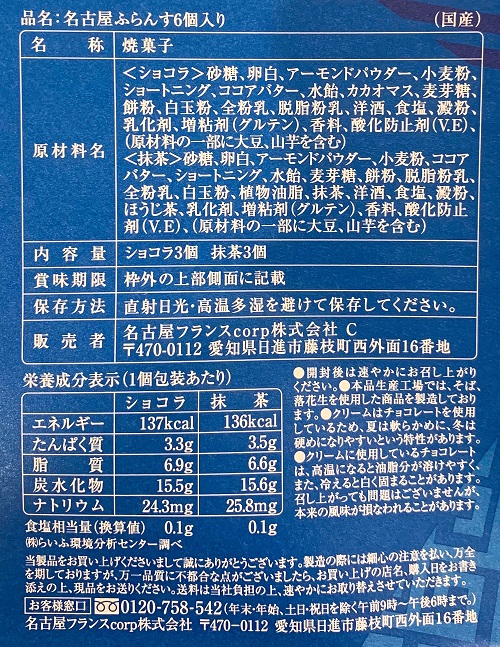 品名：名古屋ふらんす6個入り （国産）
名称 焼菓子
原材料名
＜ショコラ＞砂糖、卵白、アーモンドパウダー、小麦粉、
ショートニング、ココアバター、水飴、カカオマス、麦芽糖、
餅粉、白玉粉、全粉乳、脱脂粉乳、洋酒、食塩、澱粉、
乳化剤、増粘剤(グルテン)、香料、酸化防止剤(V.E)、
(原材料の一部に大豆、山芋を含む)
＜抹茶＞砂糖、卵白、アーモンドパウダー、小麦粉、ココア
バター、ショートニング、水飴、麦芽糖、餅粉、脱脂粉乳、
全粉乳、白玉粉、植物油脂、抹茶、洋酒、食塩、澱粉、
ほうじ茶、乳化剤、増粘剤(グルテン)、香料、酸化防止
剤(V.E)、(原材料の一部に大豆、山芋を含む)
内容量 ショコラ3個 抹茶3個
賞味期限 枠外の上部側面に記載
保存方法 直射日光・高温多湿を避けて保存してください。
販売者 名古屋フランスcorp株式会社 C
〒470-0112 愛知県日進市藤枝町西外面16番地
栄養成分表示(1個包装あたり)
ショコラ 抹茶
エネルギー 137kcal 136kcal
たんぱく質 3.3g 3.5g
脂質 6.9g 6.6g
炭水化物 15.5g 15.6g
ナトリウム 24.3mg 25.8mg
食塩相当量(換算値) 0.1g 0.1g
㈱らいふ環境分析センター調べ
●開封後は速やかにお召し上がり
ください。●本品生産工場では、そば、
落花生を使用した商品を製造しており
ます。●クリームはチョコレートを使用
しているため、夏は軟らかめに、冬は
硬めになりやすいという特性があります。
●クリームに使用しているチョコレート
は、高温になると油脂分が溶けやすく、
また、冷えると白く固まることがあります。
召し上がっても問題はございませんが、
本来の風味が損なわれることがあります。
当製品をお買い上げくださいまして誠にありがとうございます。製造の際には細心の注意を払い、万全
を期しておりますが、万一品質に不都合な点がございましたら、お買い上げの店名、購入日をお書き
添えの上、現品をお送りください。送料は当社負担の上、速やかにお取り替えさせていただきます。
お客様窓口 0120-758-542(年末・年始、土日・祝日を除く午前9時～午後6時まで。)
名古屋フランスcorp株式会社 〒470-0112 愛知県日進市藤枝町西外面16番地